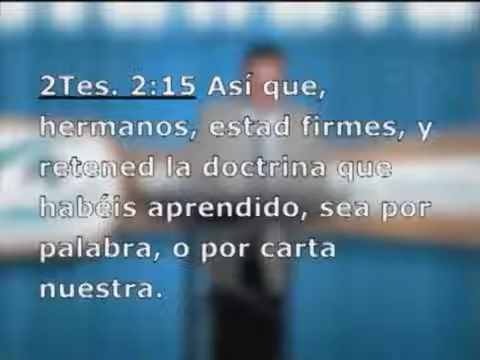 2Tes. 2:15 Así que,
hermanos, estad firmes, y
retened la doctrina que
habéis aprendido, sea por
palabra, o por carta
nuestra.